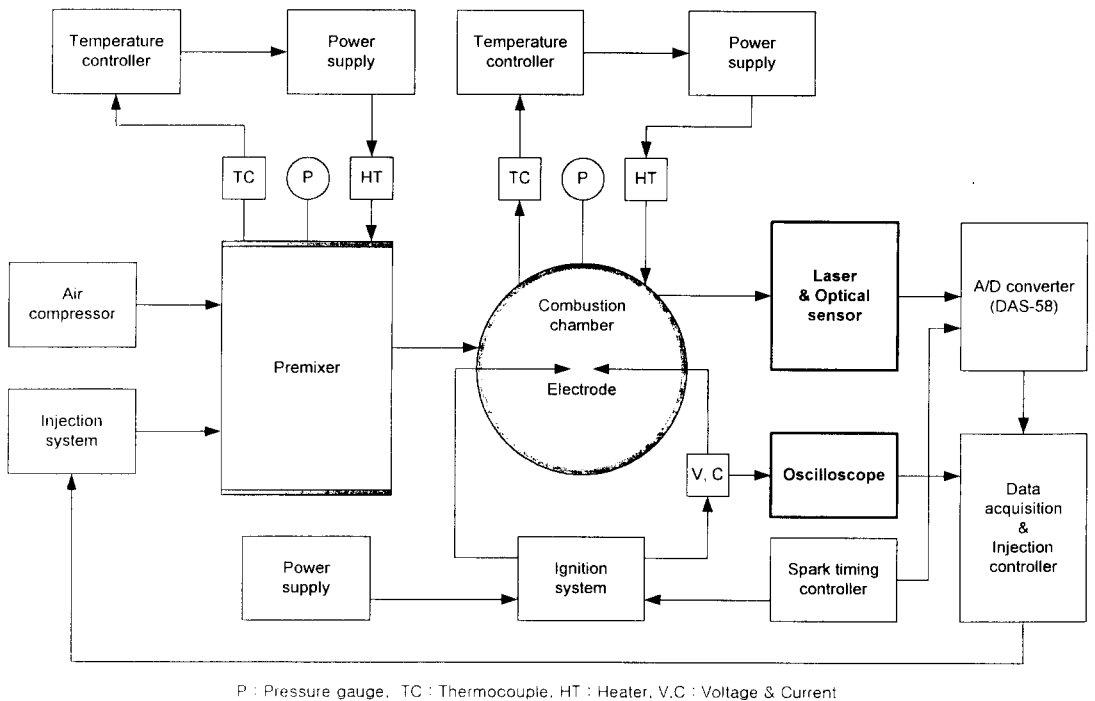 Temperature
controller
Power
supply
Temperature
controller
Power
supply
TC
P
HT
TC
P
HT
Air
compressor
Premixer
Combustion
chamber
Electrode
Laser
& Optical
sensor
A/D converter
(DAS-58)
Injection
system
V, C
Oscilloscope
Data
acquisition
&
Injection
controller
Power
supply
Ignition
system
Spark timing
controller
P : Pressure gauge, TC : Thermocouple, HT : Heater, V,C : Voltage & Current